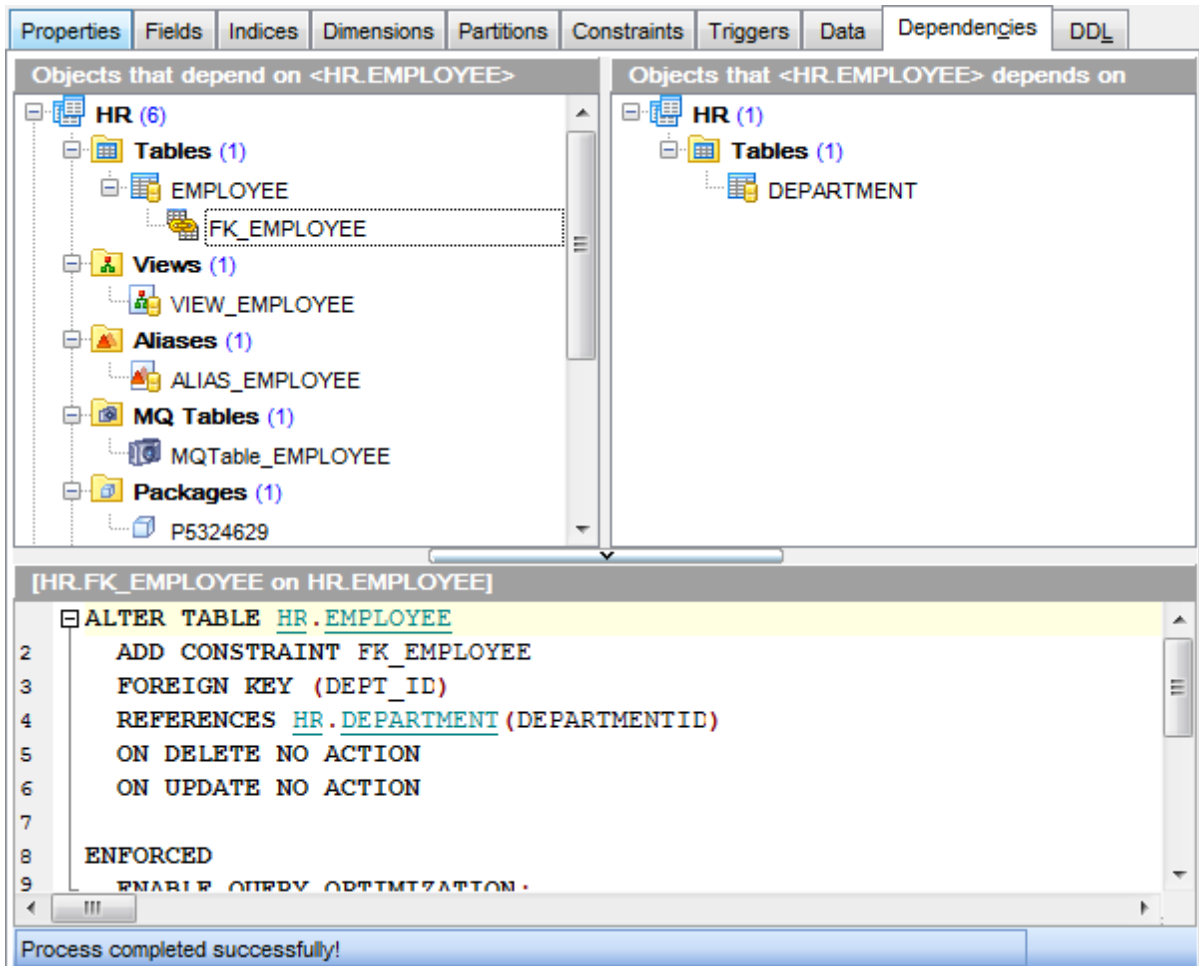 Properties Fields Indices Dimensions Partitions Constraints Triggers Data Dependencies DDL
Objects that depend on <HR.EMPLOYEE>
HR (6)
Tables (1)
EMPLOYEE
FK_EMPLOYEE
Views (1)
VIEW_EMPLOYEE
Aliases (1)
ALIAS_EMPLOYEE
MQ Tables (1)
MQTable_EMPLOYEE
Packages (1)
P5324629
Objects that <HR.EMPLOYEE> depends on
HR (1)
Tables (1)
DEPARTMENT
[HR.FK_EMPLOYEE on HR.EMPLOYEE]
ALTER TABLE HR.EMPLOYEE
2 ADD CONSTRAINT FK_EMPLOYEE
3 FOREIGN KEY (DEPT_ID)
4 REFERENCES HR.DEPARTMENT(DEPARTMENTID)
5 ON DELETE NO ACTION
6 ON UPDATE NO ACTION
7
8 ENFORCED
9 ENABLE QUERY OPTIMIZATION;
Process completed successfully!